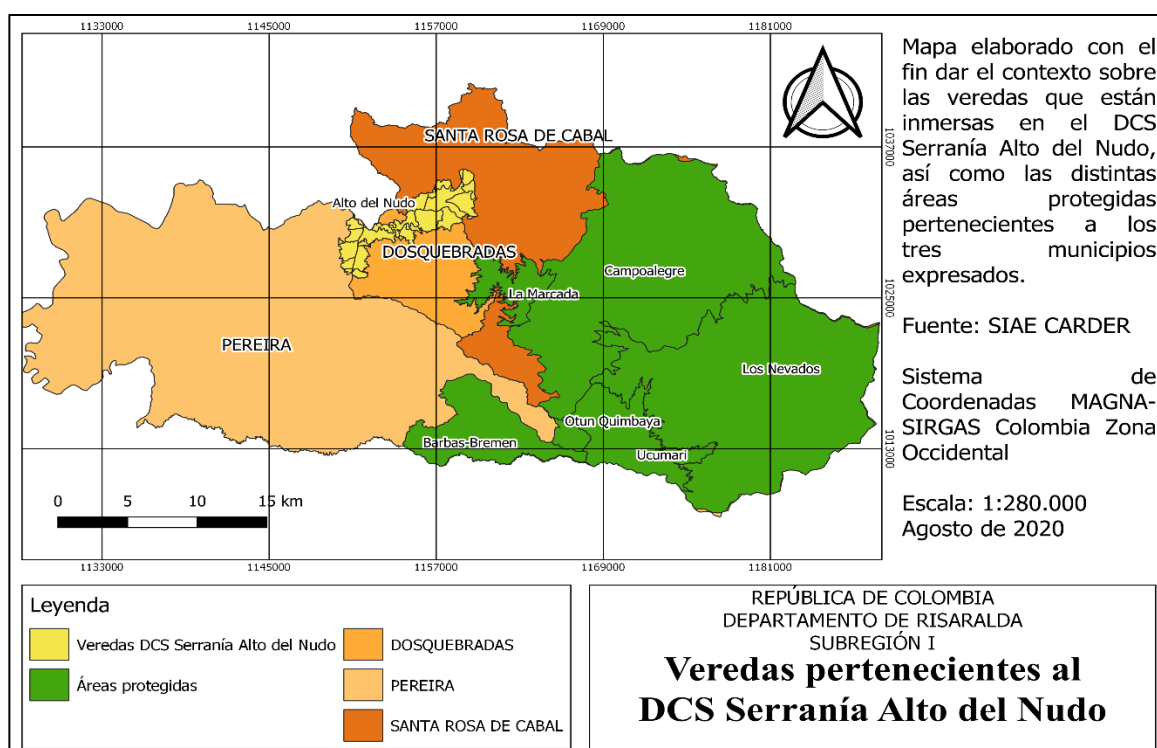 1133000
1145000
1157000
1169000
1181000
SANTA ROSA DE CABAL
Alto del Nudo
DOSQUEBRADAS
Campoalegre
La Marcada
PEREIRA
Los Nevados
Otun Quimbaya
Barbas-Bremen
Ucumari
1037000
1025000
1013000
0 5 10 15 km
1133000
1145000
1157000
1169000
1181000
Mapa elaborado con el
fin dar el contexto sobre
las veredas que están
inmersas en el DCS
Serranía Alto del Nudo,
así como las distintas
áreas protegidas
pertenecientes a los
tres municipios
expresados.
Fuente: SIAE CARDER
Sistema de
Coordenadas MAGNA-
SIRGAS Colombia Zona
Occidental
Escala: 1:280.000
Agosto de 2020
Leyenda
Veredas DCS Serranía Alto del Nudo
Áreas protegidas
DOSQUEBRADAS
PEREIRA
SANTA ROSA DE CABAL
REPÚBLICA DE COLOMBIA
DEPARTAMENTO DE RISARALDA
SUBREGIÓN I
Veredas pertenecientes al
DCS Serranía Alto del Nudo